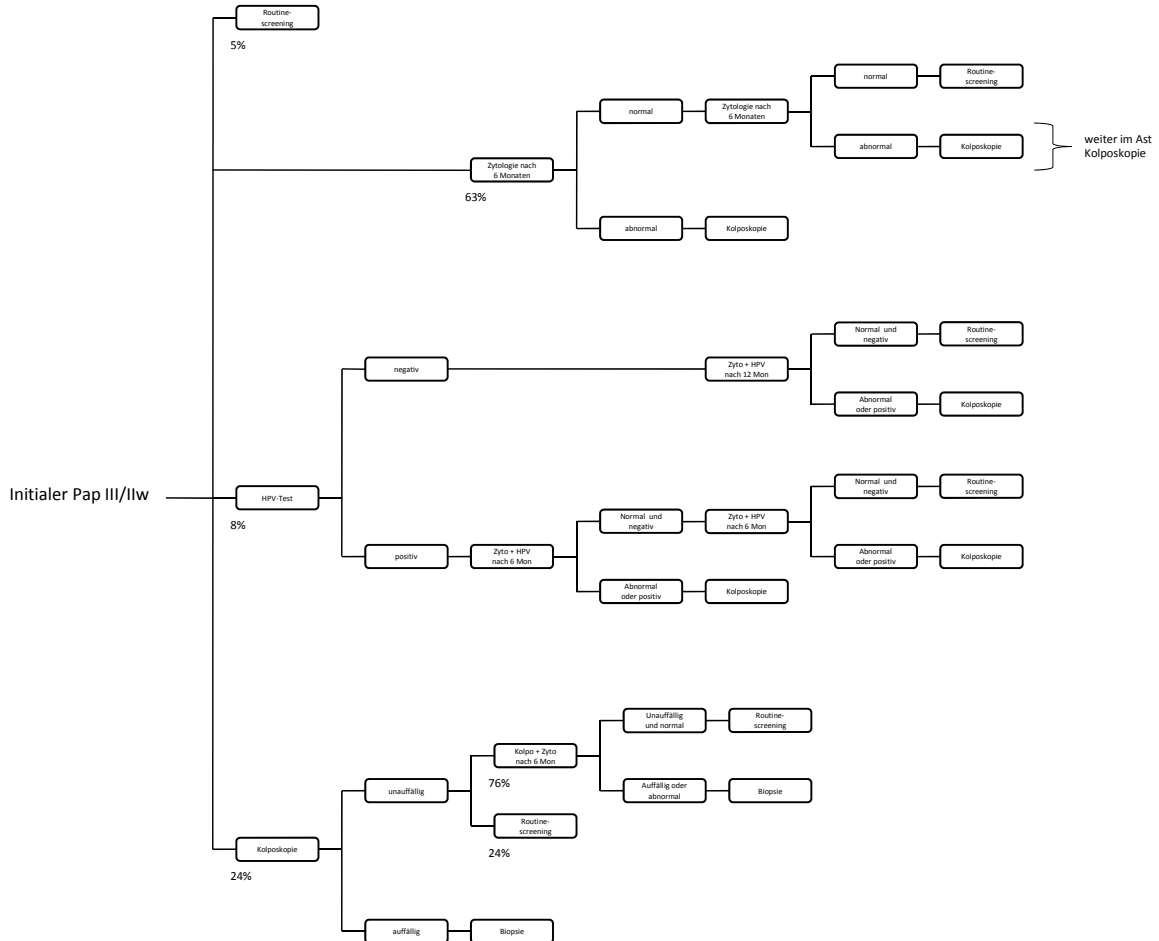 Routine-
screening
5%
normal
Routine-
screening
normal
Zytologie nach
6 Monaten
weiter im Ast
Kolposkopie
abnormal
Kolposkopie
Zytologie nach
6 Monaten
63%
abnormal
Kolposkopie
Normal und
negativ
Routine-
screening
negativ
Zyto + HPV
nach 12 Mon
Abnormal
oder positiv
Kolposkopie
Initialer Pap III/IIw
HPV-Test
8%
Normal und
negativ
Routine-
screening
Normal und
negativ
Zyto + HPV
nach 6 Mon
positiv
Zyto + HPV
nach 6 Mon
Abnormal
oder positiv
Kolposkopie
Abnormal
oder positiv
Kolposkopie
Unauffällig
und normal
Routine-
screening
Kolpo + Zyto
nach 6 Mon
76%
unauffällig
Auffällig oder
abnormal
Biopsie
Routine-
screening
24%
Kolposkopie
24%
auffällig
Biopsie